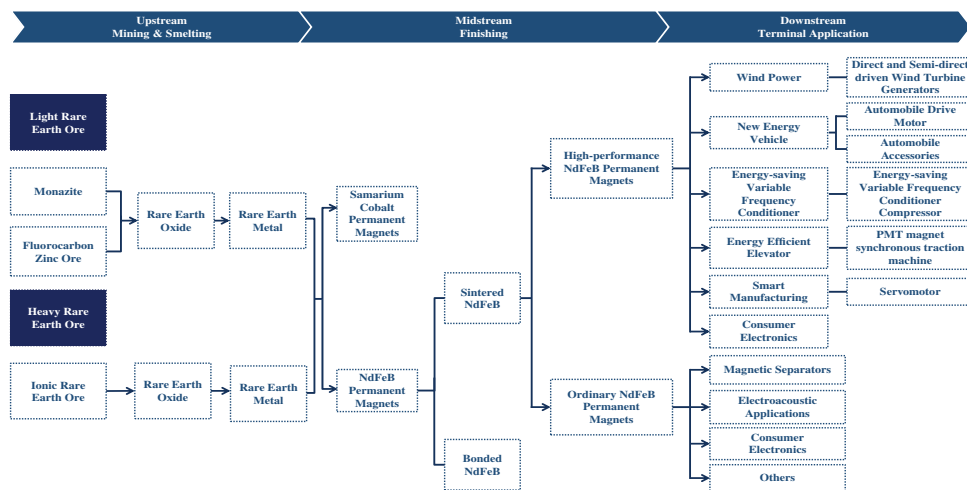 Upstream
Mining & Smelting
Midstream
Finishing
Downstream
Terminal Application
Light Rare
Earth Ore
Monazite
Fluorocarbon
Zinc Ore
Rare Earth
Oxide
Rare Earth
Metal
Heavy Rare
Earth Ore
Ionic Rare
Earth Ore
Rare Earth
Oxide
Rare Earth
Metal
Samarium
Cobalt
Permanent
Magnets
NdFeB
Permanent
Magnets
Sintered
NdFeB
Bonded
NdFeB
High-performance
NdFeB Permanent
Magnets
Ordinary NdFeB
Permanent
Magnets
Wind Power
Direct and Semi-direct
driven Wind Turbine
Generators
New Energy
Vehicle
Automobile Drive
Motor
Automobile
Accessories
Energy-saving
Variable
Frequency
Conditioner
Energy-saving
Variable Frequency
Conditioner
Compressor
Energy Efficient
Elevator
PMT magnet
synchronous traction
machine
Smart
Manufacturing
Servomotor
Consumer
Electronics
Magnetic Separators
Electroacoustic
Applications
Consumer
Electronics
Others